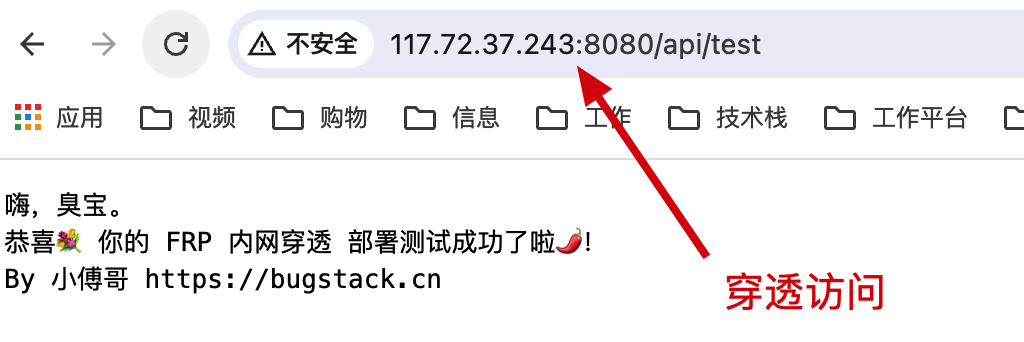 不安全 117.72.37.243:8080/api/test
应用 视频 购物 信息 工作 技术栈 工作平台
嗨，臭宝。
恭喜💐 你的 FRP 内网穿透 部署测试成功了啦🌶️!
By 小傅哥 https://bugstack.cn
穿透访问